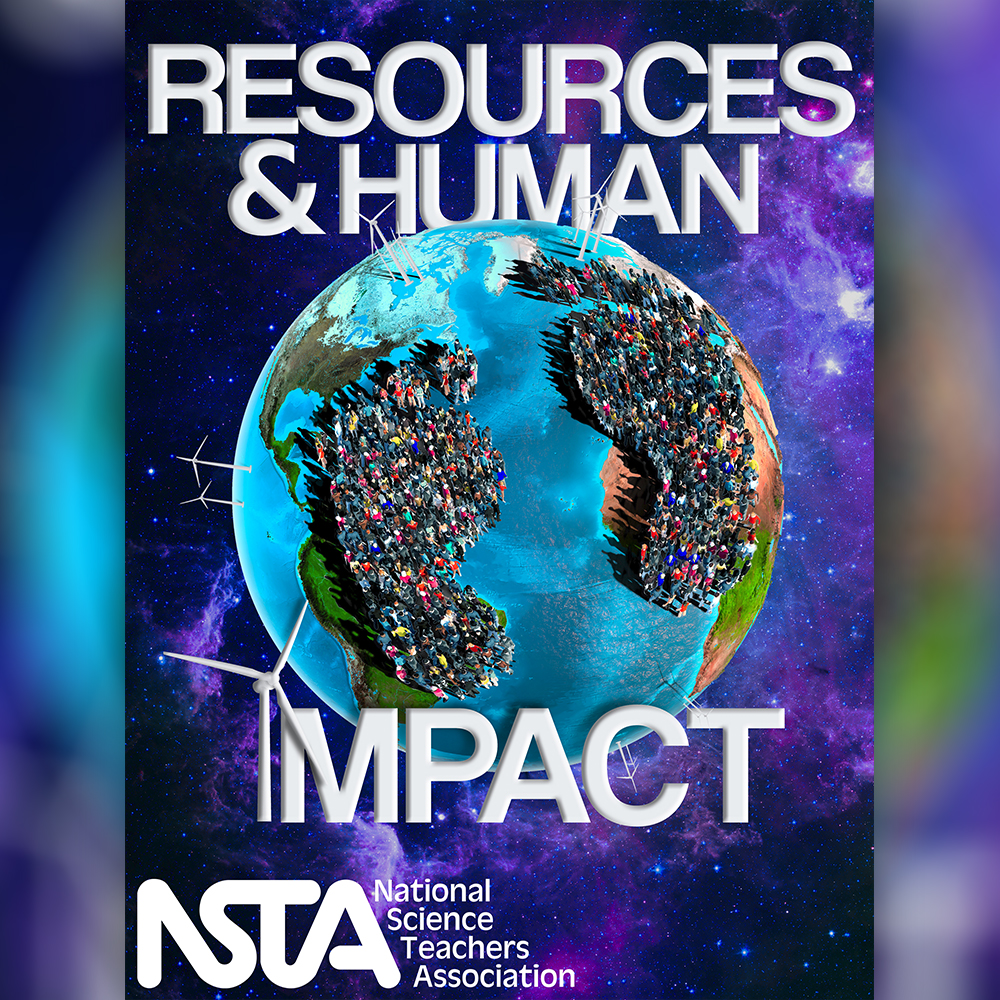 RESOURCES
& HUMAN
IMPACT
NSTA
National
Science
Teachers
Association